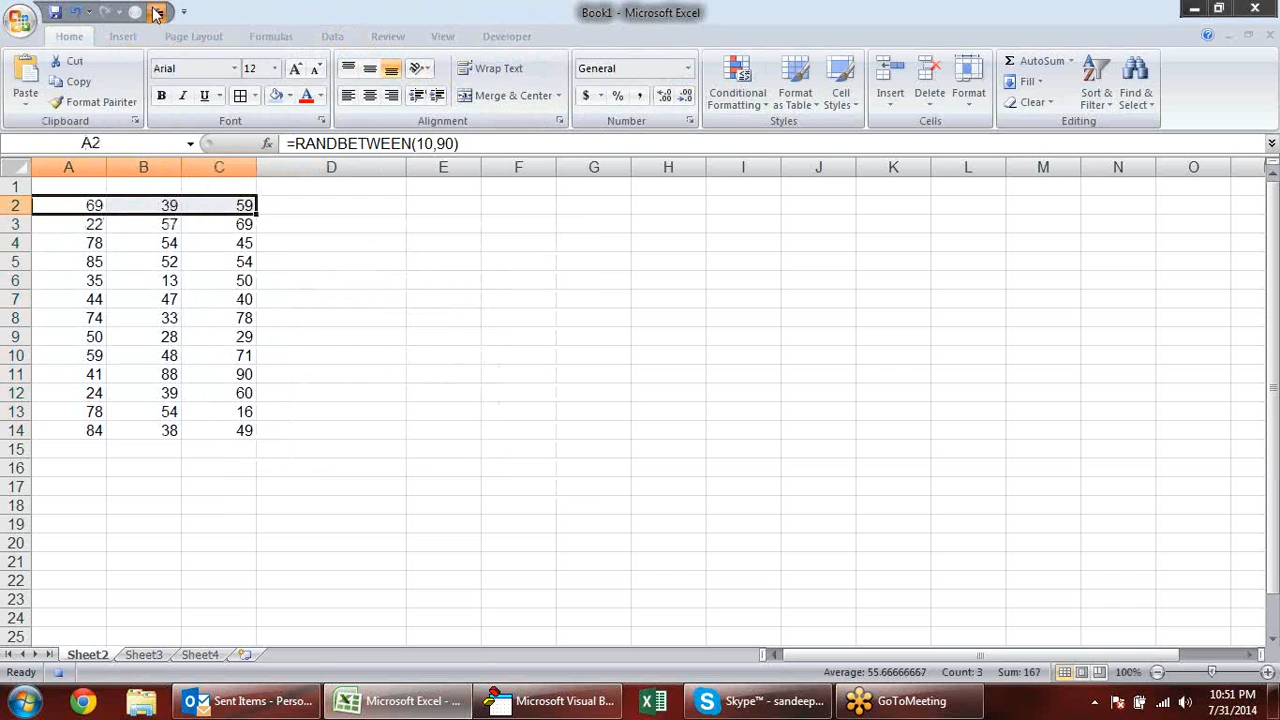 Book1 - Microsoft Excel
Home Insert Page Layout Formulas Data Review View Developer
Paste
Cut
Copy
Format Painter
Clipboard
Arial 12
B I U
Font
Wrap Text
Merge & Center
Alignment
General
$ % ,
Number
Conditional Formatting
Format as Table
Cell Styles
Styles
Insert Delete Format
Cells
Σ AutoSum
Fill
Clear
Sort & Filter
Find & Select
Editing
A2 fx =RANDBETWEEN(10,90)
A B C D E F G H I J K L M N O
1
2 69 39 59
3 22 57 69
4 78 54 45
5 85 52 54
6 35 13 50
7 44 47 40
8 74 33 78
9 50 28 29
10 59 48 71
11 41 88 90
12 24 39 60
13 78 54 16
14 84 38 49
15
16
17
18
19
20
21
22
23
24
25
Sheet2 Sheet3 Sheet4
Ready Average: 55.66666667 Count: 3 Sum: 167 100%
Sent Items - Perso... Microsoft Excel - ... Microsoft Visual B... Skype™ - sandeep... GoToMeeting
10:51 PM
7/31/2014